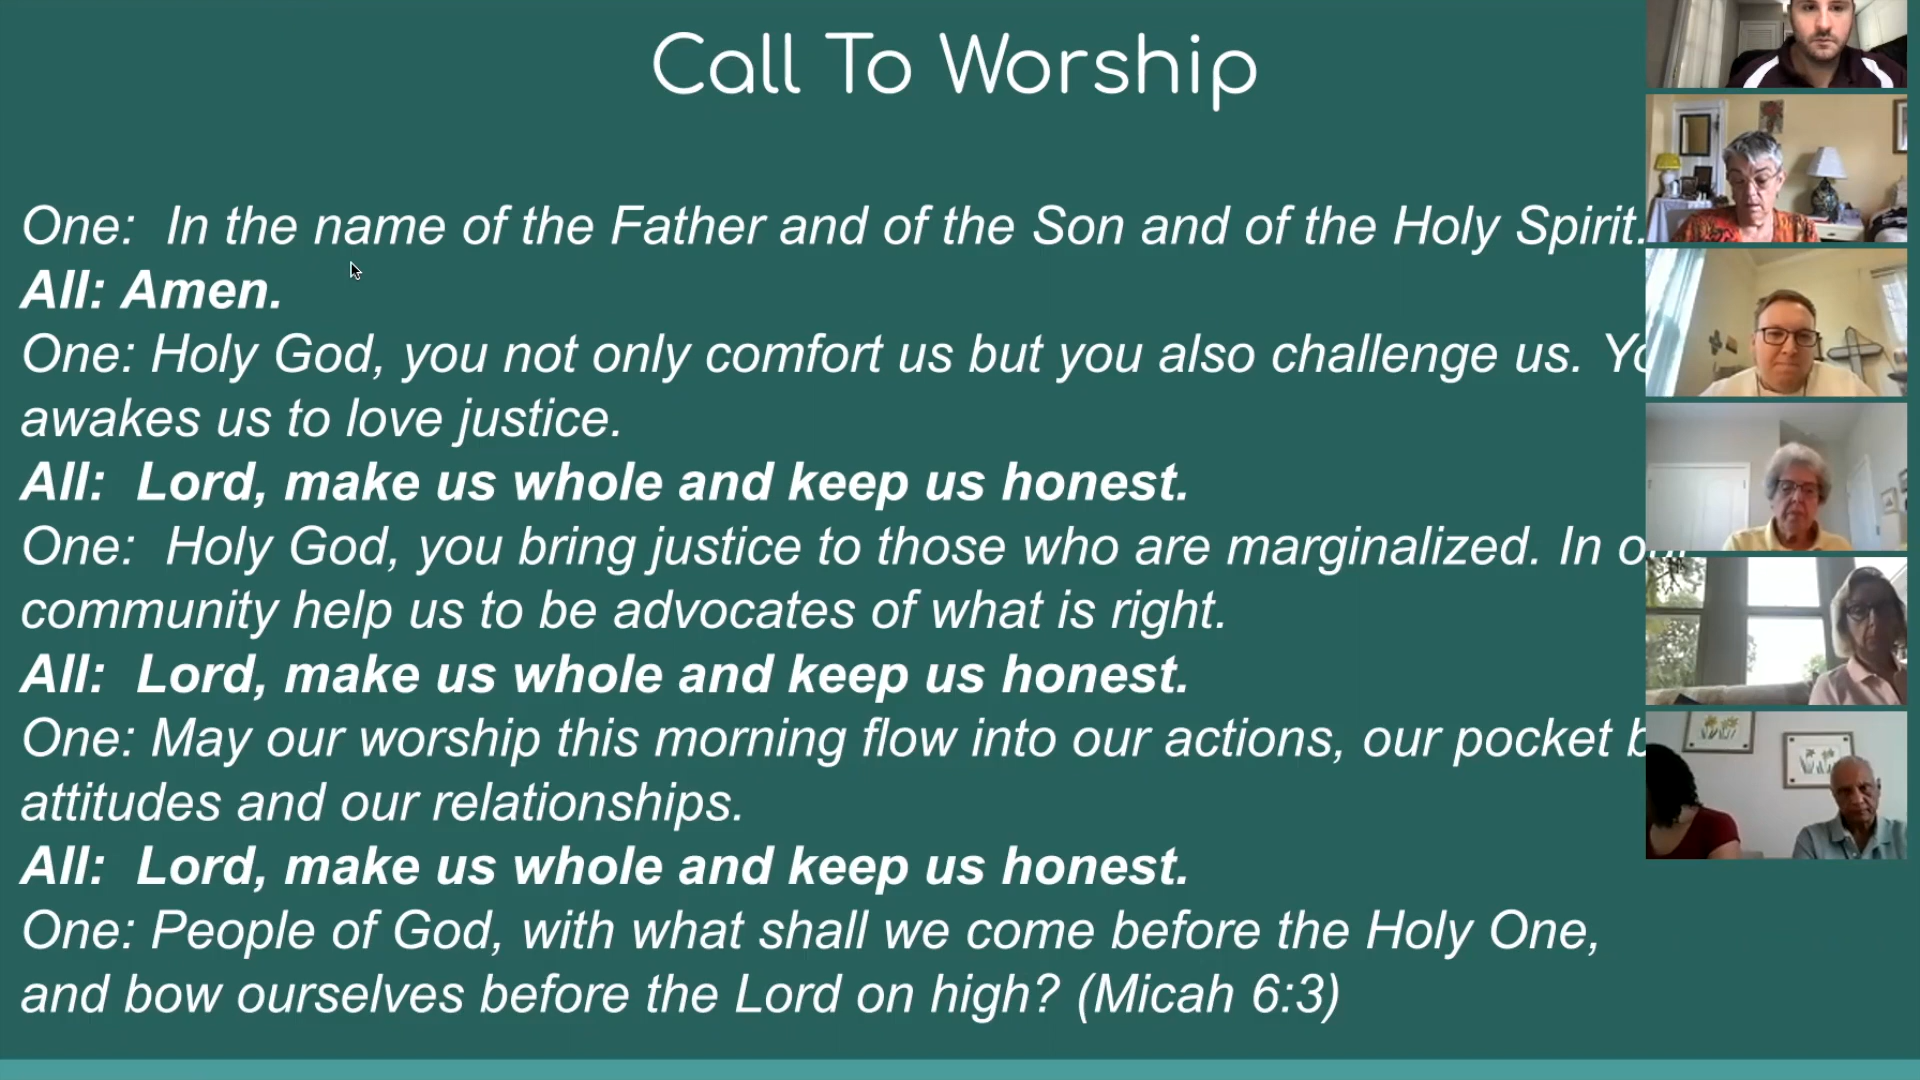 Call To Worship
One: In the name of the Father and of the Son and of the Holy Spirit.
All: Amen.
One: Holy God, you not only comfort us but you also challenge us.
awakes us to love justice.
All: Lord, make us whole and keep us honest.
One: Holy God, you bring justice to those who are marginalized. In our
community help us to be advocates of what is right.
All: Lord, make us whole and keep us honest.
One: May our worship this morning flow into our actions, our pocket
attitudes and our relationships.
All: Lord, make us whole and keep us honest.
One: People of God, with what shall we come before the Holy One,
and bow ourselves before the Lord on high? (Micah 6:3)